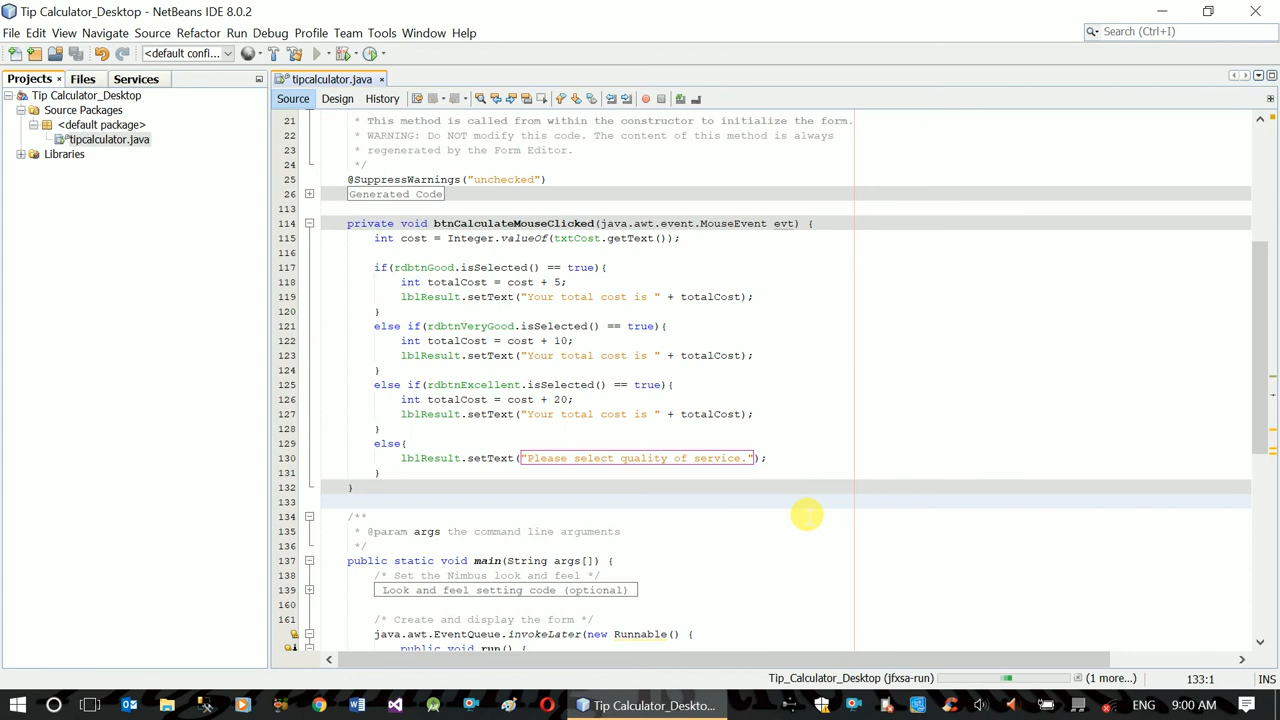 Tip Calculator_Desktop - NetBeans IDE 8.0.2
File Edit View Navigate Source Refactor Run Debug Profile Team Tools Window Help
Search (Ctrl+I)
<default confi...
Projects Files Services
tipcalculator.java
Tip Calculator_Desktop
Source Packages
<default package>
tipcalculator.java
Libraries
Source Design History
21 * This method is called from within the constructor to initialize the form.
22 * WARNING: Do NOT modify this code. The content of this method is always
23 * regenerated by the Form Editor.
24 */
25 @SuppressWarnings("unchecked")
26 Generated Code
113
114 private void btnCalculateMouseClicked(java.awt.event.MouseEvent evt) {
115 int cost = Integer.valueOf(txtCost.getText());
116
117 if(rdbtnGood.isSelected() == true){
118 int totalCost = cost + 5;
119 lblResult.setText("Your total cost is " + totalCost);
120 }
121 else if(rdbtnVeryGood.isSelected() == true){
122 int totalCost = cost + 10;
123 lblResult.setText("Your total cost is " + totalCost);
124 }
125 else if(rdbtnExcellent.isSelected() == true){
126 int totalCost = cost + 20;
127 lblResult.setText("Your total cost is " + totalCost);
128 }
129 else{
130 lblResult.setText("Please select quality of service.");
131 }
132 }
133
134 /**
135 * @param args the command line arguments
136 */
137 public static void main(String args[]) {
138 /* Set the Nimbus look and feel */
139 Look and feel setting code (optional)
160
161 /* Create and display the form */
java.awt.EventQueue.invokeLater(new Runnable() {
public void run() {
Tip_Calculator_Desktop (jfxsa-run) (1 more...) 133:1 INS
Tip Calculator_Deskto... ENG 9:00 AM